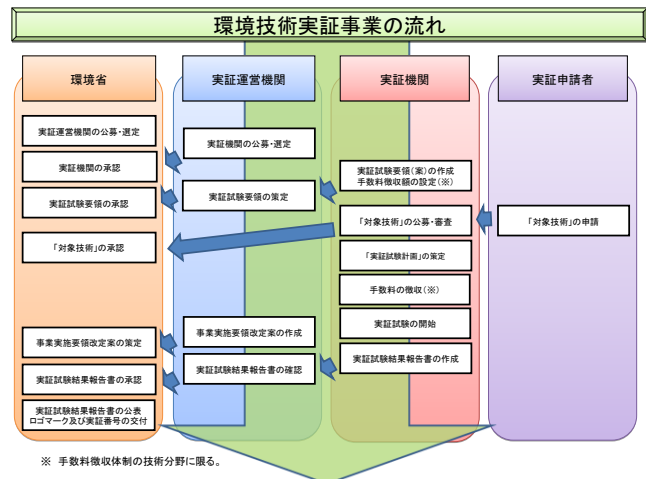 環境技術実証事業の流れ
環境省
実証運営機関の公募・選定
実証機関の承認
実証試験要領の承認
「対象技術」の承認
事業実施要領改定案の策定
実証試験結果報告書の承認
実証試験結果報告書の公表
ロゴマーク及び実証番号の交付
実証運営機関
実証機関の公募・選定
実証試験要領の策定
事業実施要領改定案の作成
実証試験結果報告書の確認
実証機関
実証試験要領(案)の作成
手数料徴収額の設定(※)
「対象技術」の公募・審査
「実証試験計画」の策定
手数料の徴収(※)
実証試験の開始
実証試験結果報告書の作成
実証申請者
「対象技術」の申請
※ 手数料徴収体制の技術分野に限る。